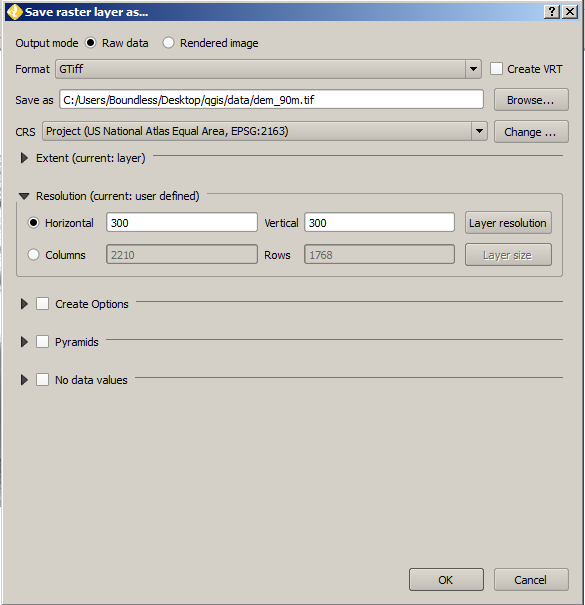 Save raster layer as...
Output mode Raw data Rendered image
Format GTiff Create VRT
Save as C:/Users/Boundless/Desktop/qgis/data/dem_90m.tif Browse...
CRS Project (US National Atlas Equal Area, EPSG:2163) Change ...
Extent (current: layer)
Resolution (current: user defined)
Horizontal 300 Vertical 300 Layer resolution
Columns 2210 Rows 1768 Layer size
Create Options
Pyramids
No data values
OK Cancel